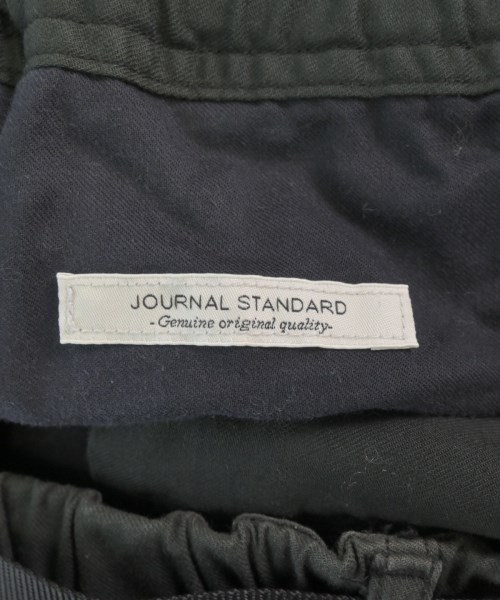 JOURNAL STANDARD
-Genuine original quality-